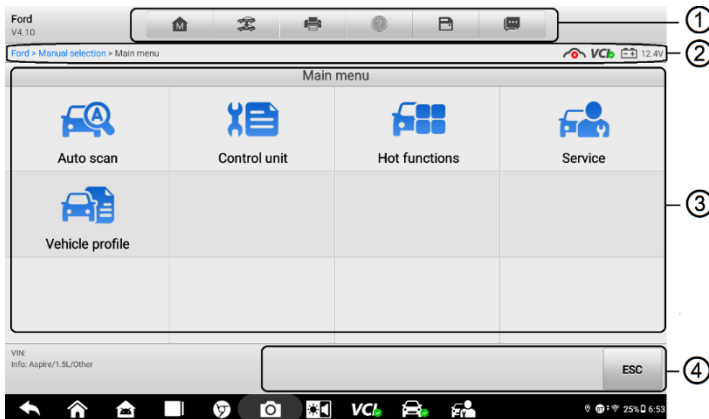 Ford
V4.10
M
?
①
Ford > Manual selection > Main menu
VCI
12.4V
②
Main menu
A
Auto scan
Control unit
Hot functions
Service
③
Vehicle profile
VIN:
Info: Aspire/1.5L/Other
ESC
④
VCI
25%
6:53